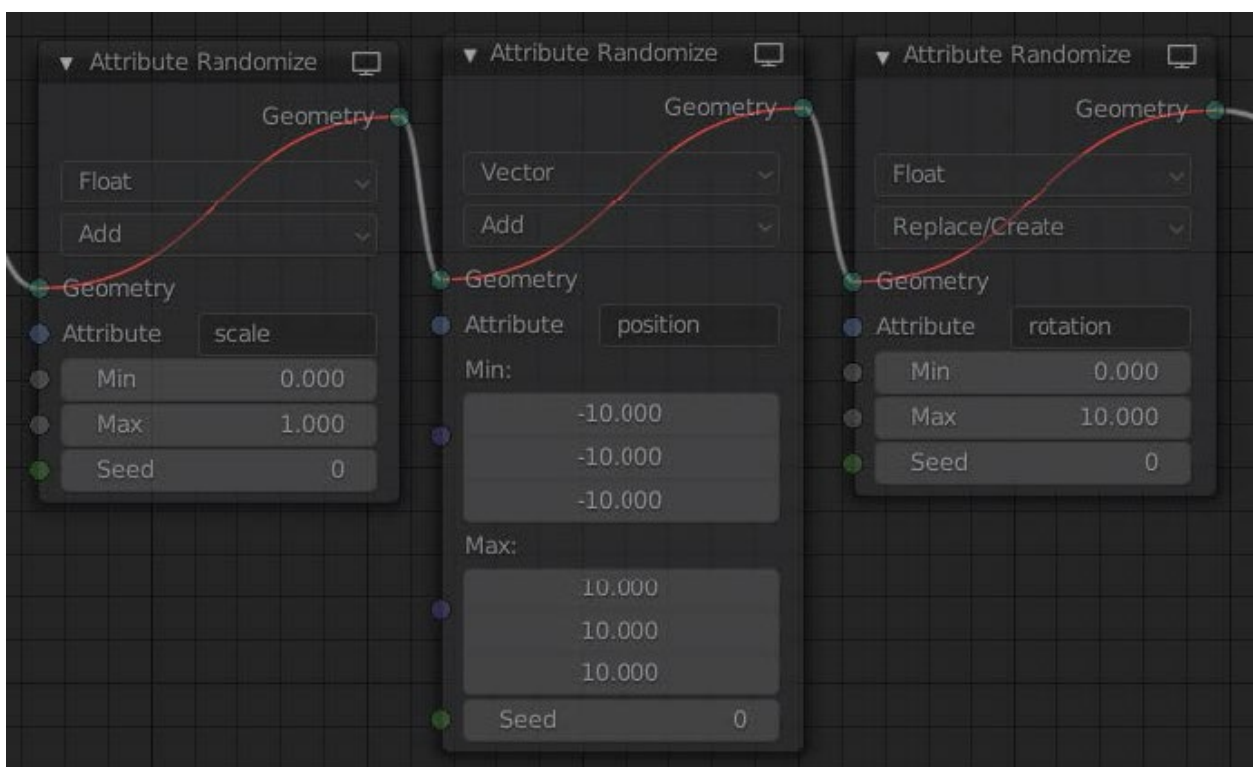 Attribute Randomize
Geometry
Float
Add
Geometry
Attribute scale
Min 0.000
Max 1.000
Seed 0
Attribute Randomize
Geometry
Vector
Add
Geometry
Attribute position
Min:
-10.000
-10.000
-10.000
Max:
10.000
10.000
10.000
Seed 0
Attribute Randomize
Geometry
Float
Replace/Create
Geometry
Attribute rotation
Min 0.000
Max 10.000
Seed 0